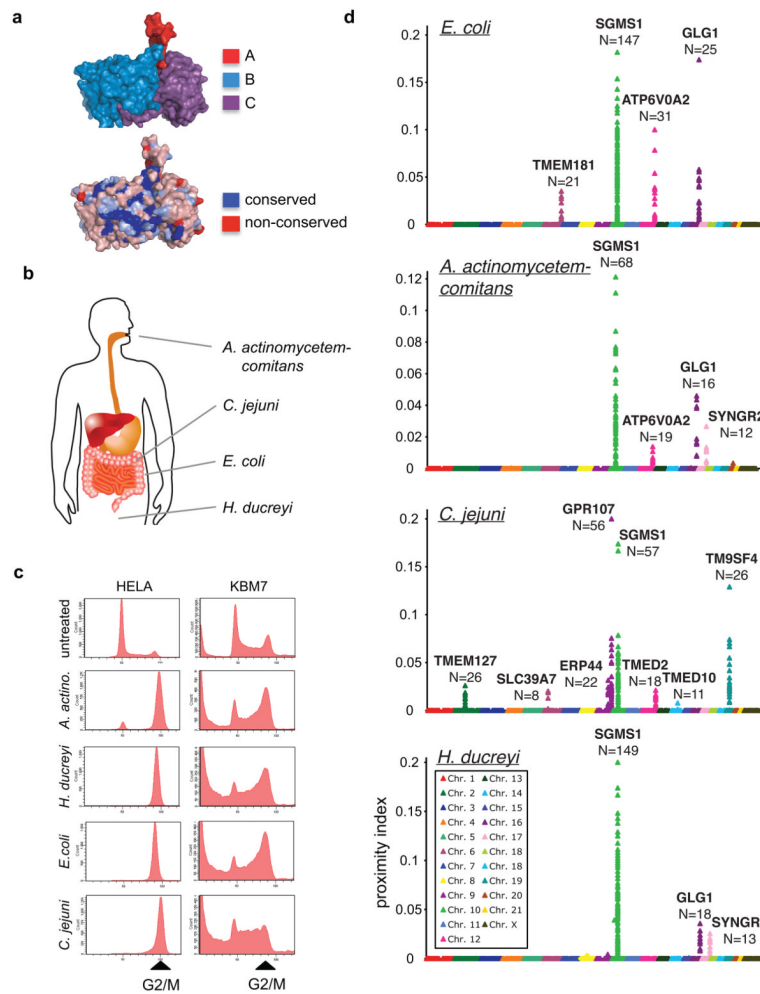 a
A
B
C
conserved
non-conserved
b
A. actinomycetem-
comitans
C. jejuni
E. coli
H. ducreyi
c
HELA
KBM7
untreated
A. actino.
H. ducreyi
E.coli
C. jejuni
G2/M
G2/M
d
E. coli
0.2
0.15
0.1
0.05
0
TMEM181
N=21
SGMS1
N=147
ATP6V0A2
N=31
GLG1
N=25
A. actinomycetem-
comitans
0.12
0.1
0.08
0.06
0.04
0.02
0
SGMS1
N=68
ATP6V0A2
N=19
GLG1
N=16
SYNGR2
N=12
C. jejuni
0.2
0.15
0.1
0.05
0
TMEM127
N=26
SLC39A7
N=8
ERP44
N=22
GPR107
N=56
SGMS1
N=57
TMED2
N=18
TMED10
N=11
TM9SF4
N=26
H. ducreyi
proximity index
0.2
0.15
0.1
0.05
0
SGMS1
N=149
GLG1
N=18
SYNGR
N=13
Chr. 1
Chr. 2
Chr. 3
Chr. 4
Chr. 5
Chr. 6
Chr. 7
Chr. 8
Chr. 9
Chr. 10
Chr. 11
Chr. 12
Chr. 13
Chr. 14
Chr. 15
Chr. 16
Chr. 17
Chr. 18
Chr. 18
Chr. 19
Chr. 20
Chr. 21
Chr. X